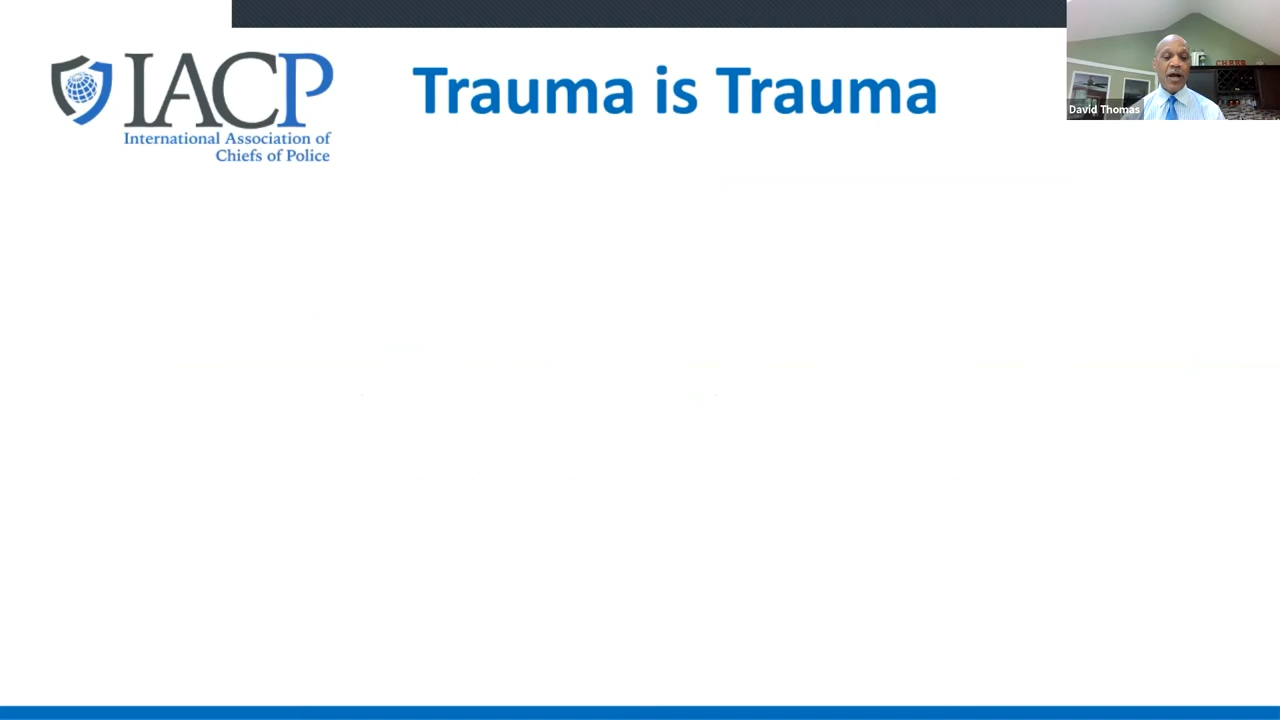 IACP
International Association of
Chiefs of Police
Trauma is Trauma
David Thomas